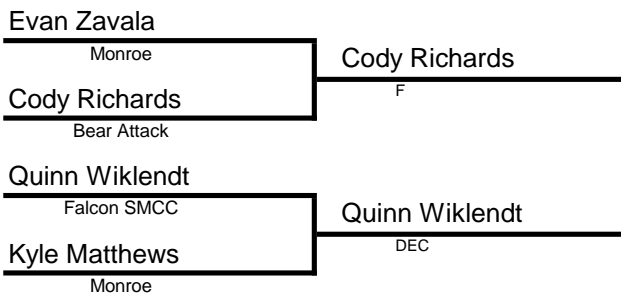 Evan Zavala
Monroe
Cody Richards
F
Cody Richards
Bear Attack
Quinn Wiklendt
Falcon SMCC
Quinn Wiklendt
DEC
Kyle Matthews
Monroe